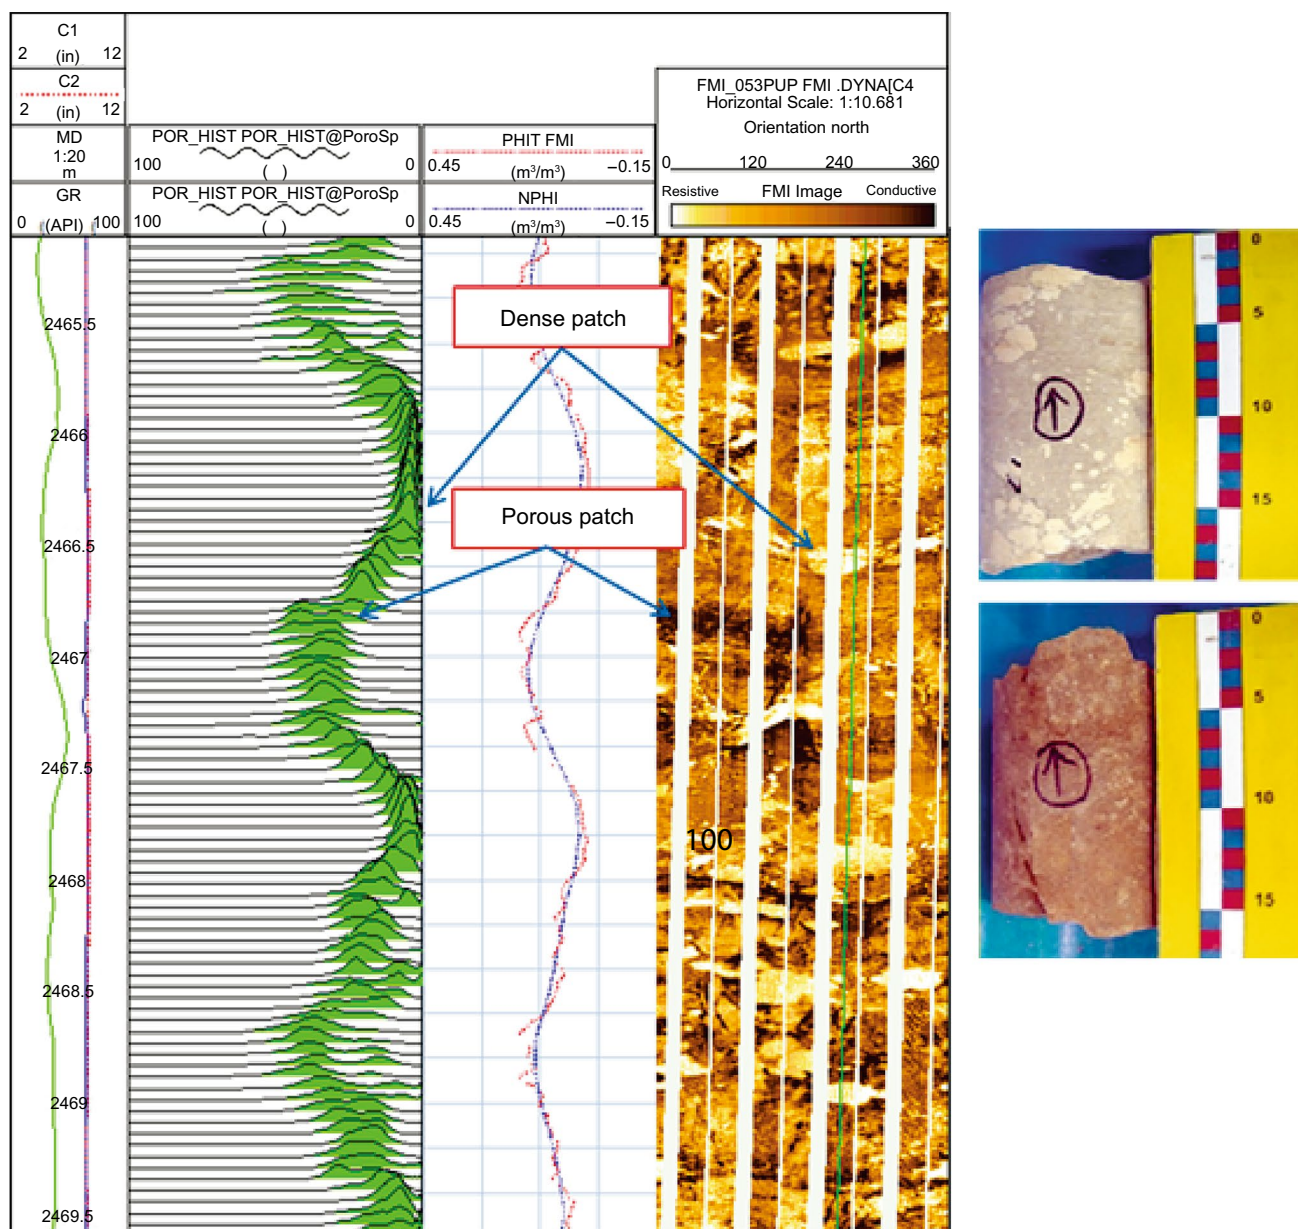 C1
2 (in) 12
C2
2 (in) 12
MD
1:20
m
GR
0 (API) 100
POR_HIST POR_HIST@PoroSp
100 0
( )
POR_HIST POR_HIST@PoroSp
100 0
( )
PHIT FMI
0.45 –0.15
(m³/m³)
NPHI
0.45 –0.15
(m³/m³)
FMI_053PUP FMI .DYNA[C4
Horizontal Scale: 1:10.681
Orientation north
0 120 240 360
Resistive FMI Image Conductive
2465.5
2466
2466.5
2467
2467.5
2468
2468.5
2469
2469.5
Dense patch
Porous patch
100
0
5
10
15
0
5
10
15